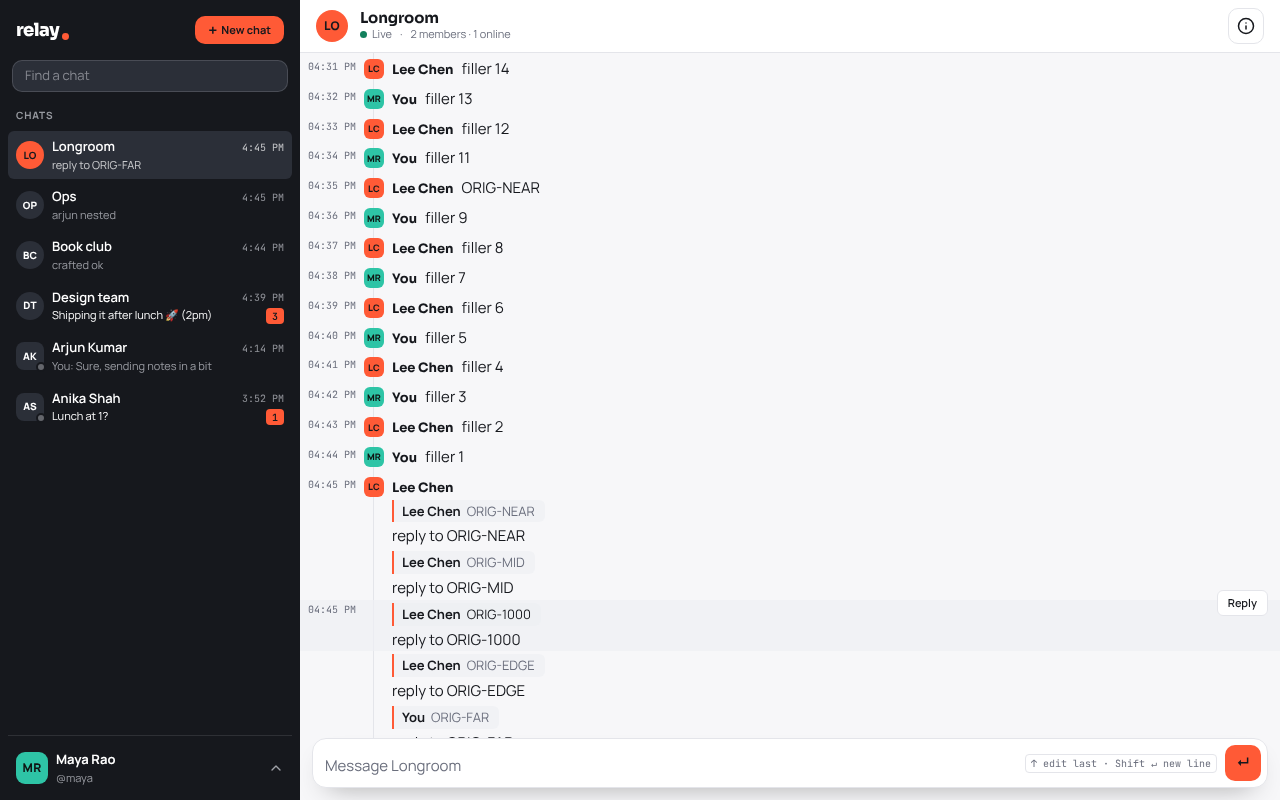 relay.
+ New chat
Find a chat
CHATS
LO Longroom 4:45 PM
reply to ORIG-FAR
OP Ops 4:45 PM
arjun nested
BC Book club 4:44 PM
crafted ok
DT Design team 4:39 PM
Shipping it after lunch 🚀 (2pm) 3
AK Arjun Kumar 4:14 PM
You: Sure, sending notes in a bit
AS Anika Shah 3:52 PM
Lunch at 1? 1
MR Maya Rao
@maya
LO Longroom
Live · 2 members · 1 online
04:31 PM LC Lee Chen filler 14
04:32 PM MR You filler 13
04:33 PM LC Lee Chen filler 12
04:34 PM MR You filler 11
04:35 PM LC Lee Chen ORIG-NEAR
04:36 PM MR You filler 9
04:37 PM LC Lee Chen filler 8
04:38 PM MR You filler 7
04:39 PM LC Lee Chen filler 6
04:40 PM MR You filler 5
04:41 PM LC Lee Chen filler 4
04:42 PM MR You filler 3
04:43 PM LC Lee Chen filler 2
04:44 PM MR You filler 1
04:45 PM LC Lee Chen
Lee Chen ORIG-NEAR
reply to ORIG-NEAR
Lee Chen ORIG-MID
reply to ORIG-MID
Reply
04:45 PM Lee Chen ORIG-1000
reply to ORIG-1000
Lee Chen ORIG-EDGE
reply to ORIG-EDGE
You ORIG-FAR
Message Longroom
↑ edit last · Shift ↵ new line